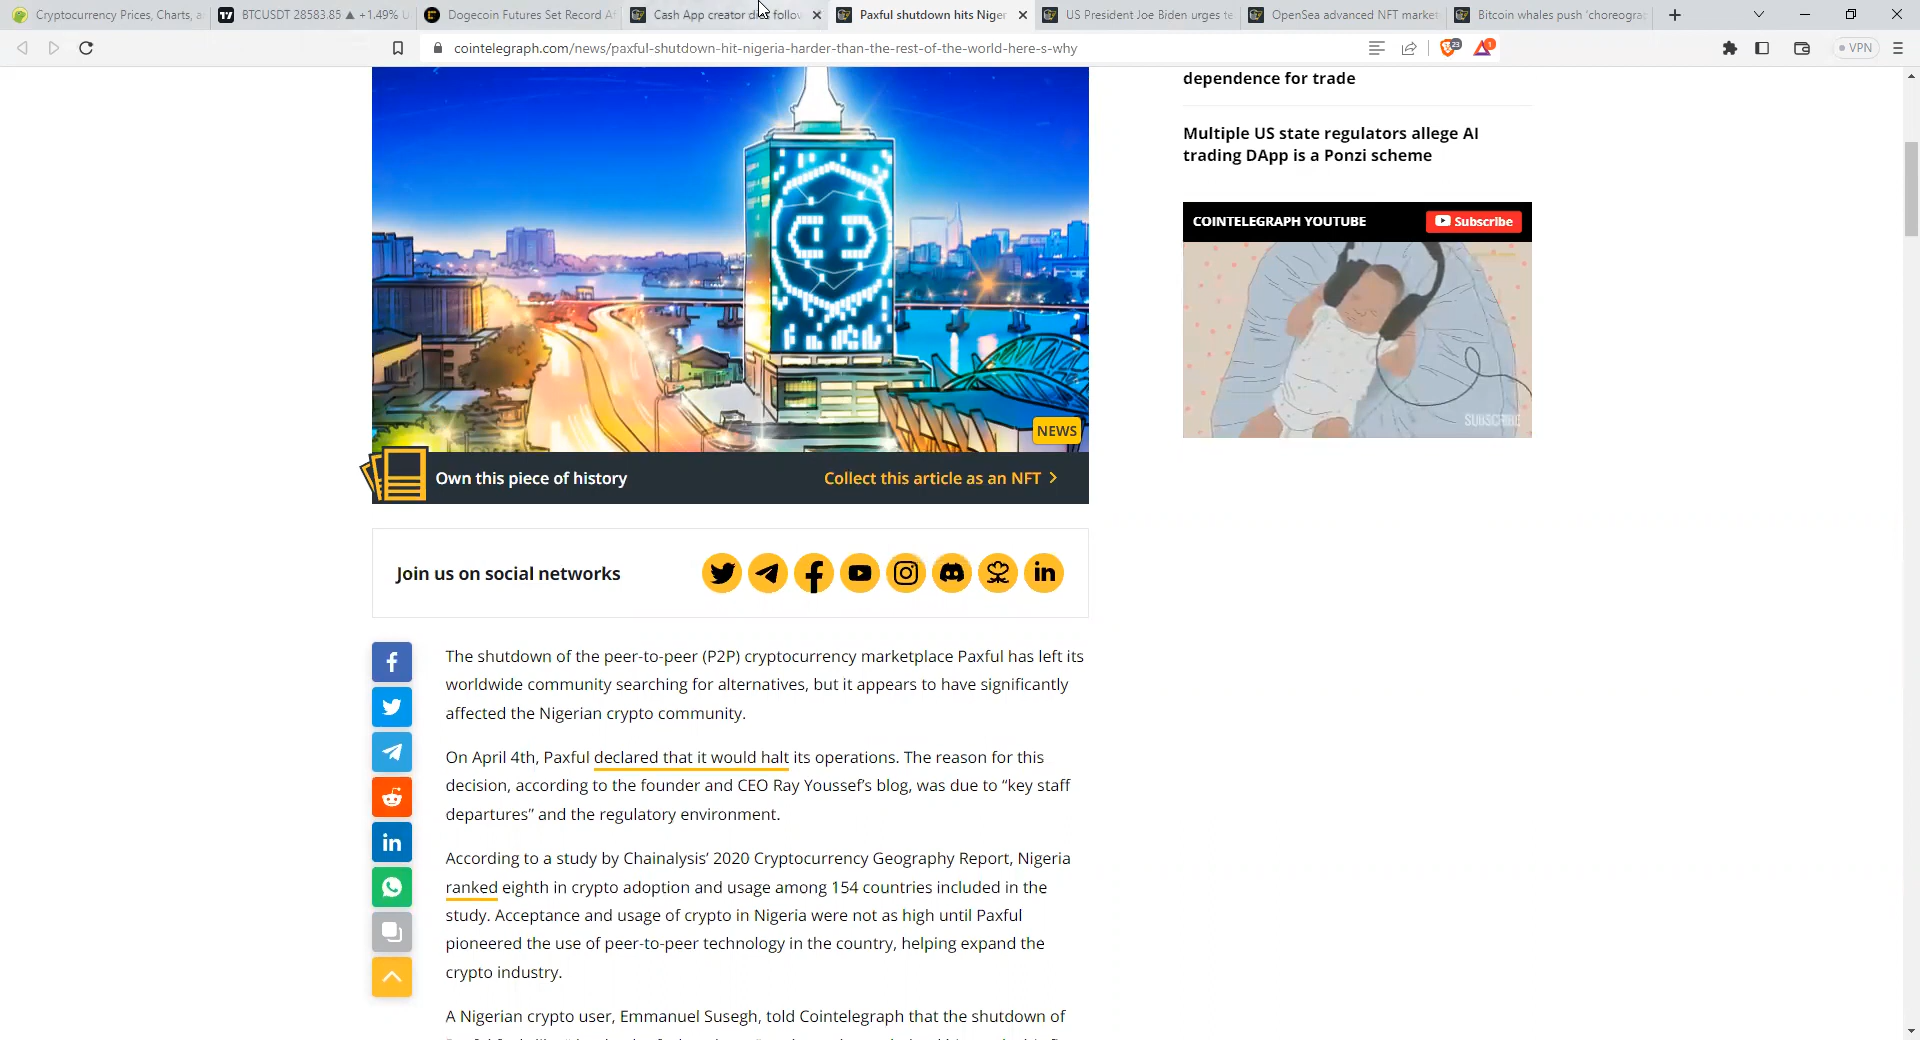 Cryptocurrency Prices, Charts, a
BTCUSDT 28583.85 ▲ +1.49% U
Dogecoin Futures Set Record A
Cash App creator di follow
Paxful shutdown hits Niger
US President Joe Biden urges te
OpenSea advanced NFT market
Bitcoin whales push ‘choreogra
cointelegraph.com/news/paxful-shutdown-hit-nigeria-harder-than-the-rest-of-the-world-here-s-why
23
1
VPN
dependence for trade
Multiple US state regulators allege AI
trading DApp is a Ponzi scheme
COINTELEGRAPH YOUTUBE
Subscribe
SUBSCRIBE
NEWS
Own this piece of history
Collect this article as an NFT >
Join us on social networks
The shutdown of the peer-to-peer (P2P) cryptocurrency marketplace Paxful has left its
worldwide community searching for alternatives, but it appears to have significantly
affected the Nigerian crypto community.
On April 4th, Paxful declared that it would halt its operations. The reason for this
decision, according to the founder and CEO Ray Youssef’s blog, was due to “key staff
departures” and the regulatory environment.
According to a study by Chainalysis’ 2020 Cryptocurrency Geography Report, Nigeria
ranked eighth in crypto adoption and usage among 154 countries included in the
study. Acceptance and usage of crypto in Nigeria were not as high until Paxful
pioneered the use of peer-to-peer technology in the country, helping expand the
crypto industry.
A Nigerian crypto user, Emmanuel Susegh, told Cointelegraph that the shutdown of